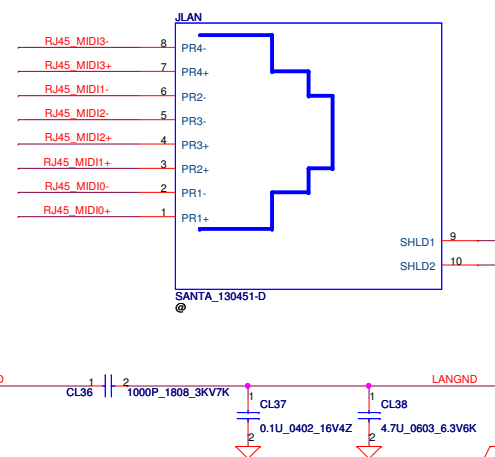 JLAN
RJ45_MIDI3- 8 PR4-
RJ45_MIDI3+ 7 PR4+
RJ45_MIDI1- 6 PR2-
RJ45_MIDI2- 5 PR3-
RJ45_MIDI2+ 4 PR3+
RJ45_MIDI1+ 3 PR2+
RJ45_MIDI0- 2 PR1-
RJ45_MIDI0+ 1 PR1+
SHLD1 9
SHLD2 10
SANTA_130451-D
@
LANGND
1 2
CL36 1000P_1808_3KV7K
1 1
CL37 CL38
0.1U_0402_16V4Z 4.7U_0603_6.3V6K
2 2